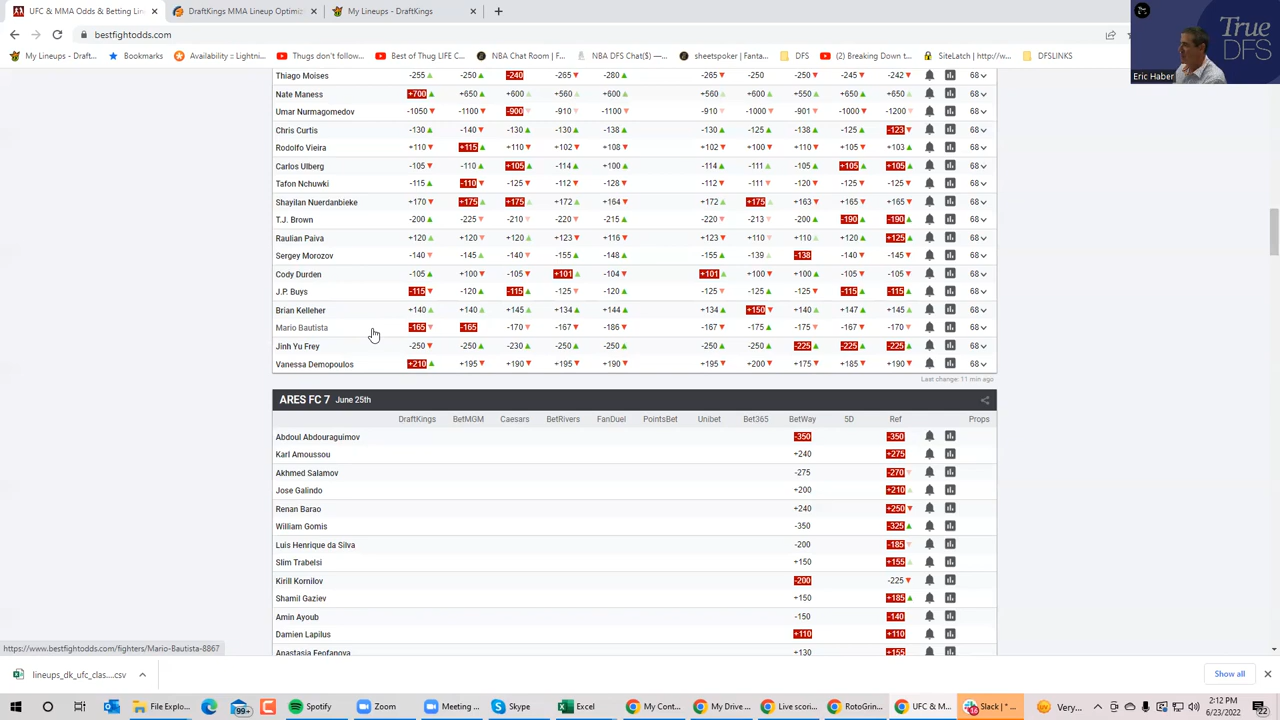 UFC & MMA Odds & Betting Lin
DraftKings MMA Lineup Optimi
My Lineups - DraftKings
bestfightodds.com
My Lineups - Draft...
Bookmarks
Availability :: Lightni...
Thugs don't follow...
Best of Thug LIFE C...
NBA Chat Room | F...
NBA DFS Chat($) —...
sheetspoker | Fanta...
DFS
(2) Breaking Down t...
SiteLatch | http://w...
DFSLINKS
True
DFS
Eric Haber
Thiago Moises -255 -250 -240 -265 -280 -265 -250 -250 -245 -242 68
Nate Maness +700 +650 +600 +560 +600 +560 +600 +550 +650 +650 68
Umar Nurmagomedov -1050 -1100 -900 -910 -1100 -910 -1000 -901 -1000 -1200 68
Chris Curtis -130 -140 -130 -130 -138 -130 -125 -138 -125 -123 68
Rodolfo Vieira +110 +115 +110 +102 +108 +102 +100 +110 +105 +103 68
Carlos Ulberg -105 -110 +105 -114 +100 -114 -111 -105 +105 +105 68
Tafon Nchuwki -115 -110 -125 -112 -128 -112 -111 -120 -125 -125 68
Shayilan Nuerdanbieke +170 +175 +175 +172 +164 +172 +175 +163 +165 +165 68
T.J. Brown -200 -225 -210 -220 -215 -220 -213 -200 -190 -190 68
Raulian Paiva +120 +120 +120 +123 +116 +123 +110 +110 +120 +125 68
Sergey Morozov -140 -145 -140 -155 -148 -155 -139 -138 -140 -145 68
Cody Durden -105 +100 -105 +101 -104 +101 +100 +100 -105 -105 68
J.P. Buys -115 -120 -115 -125 -120 -125 -125 -125 -115 -115 68
Brian Kelleher +140 +140 +145 +134 +144 +134 +150 +140 +147 +145 68
Mario Bautista -165 -165 -170 -167 -186 -167 -175 -175 -167 -170 68
Jinh Yu Frey -250 -250 -230 -250 -250 -250 -250 -225 -225 -225 68
Vanessa Demopoulos +210 +195 +190 +195 +190 +195 +200 +175 +185 +190 68
Last change: 11 min ago
ARES FC 7 June 25th
DraftKings BetMGM Caesars BetRivers FanDuel PointsBet Unibet Bet365 BetWay 5D Ref Props
Abdoul Abdouraguimov -350 -350
Karl Amoussou +240 +275
Akhmed Salamov -275 -270
Jose Galindo +200 +210
Renan Barao +240 +250
William Gomis -350 -325
Luis Henrique da Silva -200 -185
Slim Trabelsi +150 +155
Kirill Kornilov -200 -225
Shamil Gaziev +150 +185
Amin Ayoub -150 -140
Damien Lapilus +110 +110
Anastasia Feofanova +130 +155
https://www.bestfightodds.com/fighters/Mario-Bautista-8867
lineups_dk_ufc_clas....csv
Show all
File Explo...
99+
Spotify
Zoom
Meeting ...
Skype
Excel
My Cont...
My Drive ...
Live scori...
RotoGrin...
UFC & M...
Slack | * ...
Very...
2:12 PM
6/23/2022
22